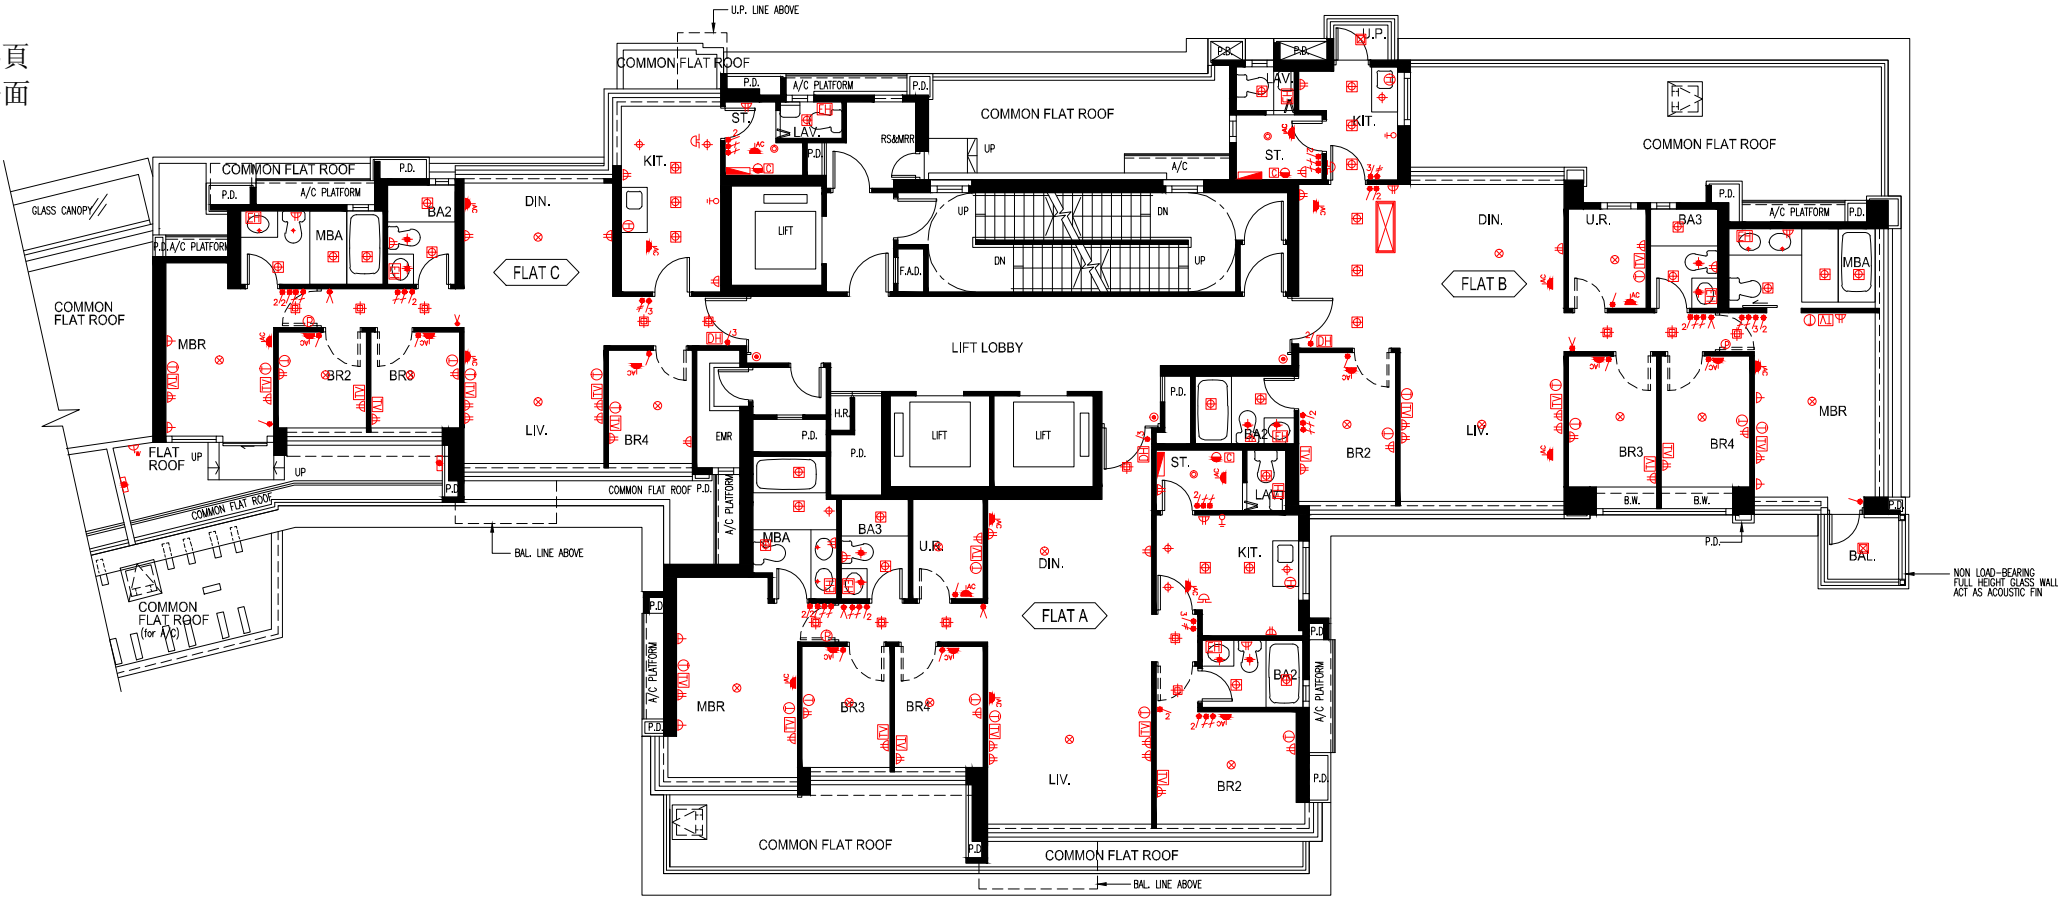 頁
面
U.P. LINE ABOVE
COMMON FLAT ROOF
P.D.
A/C PLATFORM
P.D.
P.D.
P.D.
U.P.
LAV.
KIT.
ST.
LAV.
RS&MRR
UP
COMMON FLAT ROOF
A/C
ST.
KIT.
COMMON FLAT ROOF
COMMON FLAT ROOF
P.D.
P.D.
A/C PLATFORM
P.D.
GLASS CANOPY
P.D.
A/C PLATFORM
MBA
BA2
DIN.
FLAT C
LIFT
F.A.D.
UP
DN
DN
UP
DIN.
FLAT B
U.R.
BA3
P.D.
A/C PLATFORM
P.D.
MBA
COMMON
FLAT ROOF
MBR
BR2
BR3
LIV.
BR4
DH
LIFT LOBBY
DH
BR2
LIV.
BR3
BR4
MBR
EMR
P.D.
H.R.
P.D.
LIFT
LIFT
P.D.
BA2
DH
ST.
LAV.
B.W.
B.W.
P.D.
P.D.
BAL.
FLAT
ROOF
UP
UP
P.D.
COMMON FLAT ROOF
COMMON FLAT ROOF
P.D.
A/C PLATFORM
BAL. LINE ABOVE
COMMON
FLAT ROOF
(for A/C)
MBA
BA3
U.R.
DIN.
FLAT A
KIT.
BA2
NON LOAD-BEARING
FULL HEIGHT GLASS WALL
ACT AS ACOUSTIC FIN
P.D.
A/C PLATFORM
P.D.
MBR
BR3
BR4
LIV.
BR2
P.D.
A/C PLATFORM
P.D.
COMMON FLAT ROOF
P.D.
COMMON FLAT ROOF
BAL. LINE ABOVE